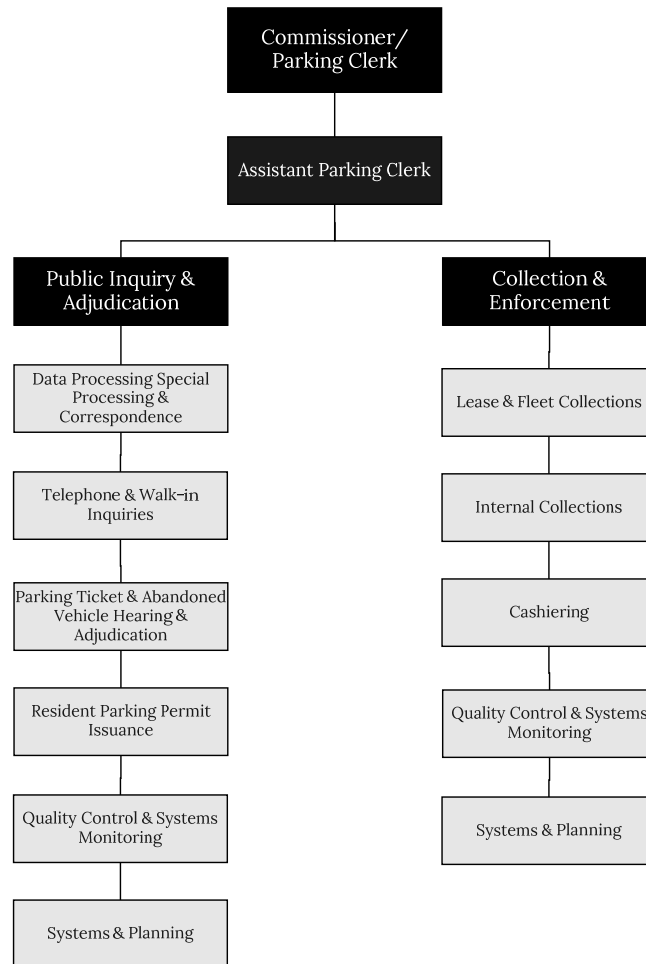 Commissioner/
Parking Clerk
Assistant Parking Clerk
Public Inquiry &
Adjudication
Data Processing Special
Processing &
Correspondence
Telephone & Walk-in
Inquiries
Parking Ticket & Abandoned
Vehicle Hearing &
Adjudication
Resident Parking Permit
Issuance
Quality Control & Systems
Monitoring
Systems & Planning
Collection &
Enforcement
Lease & Fleet Collections
Internal Collections
Cashiering
Quality Control & Systems
Monitoring
Systems & Planning